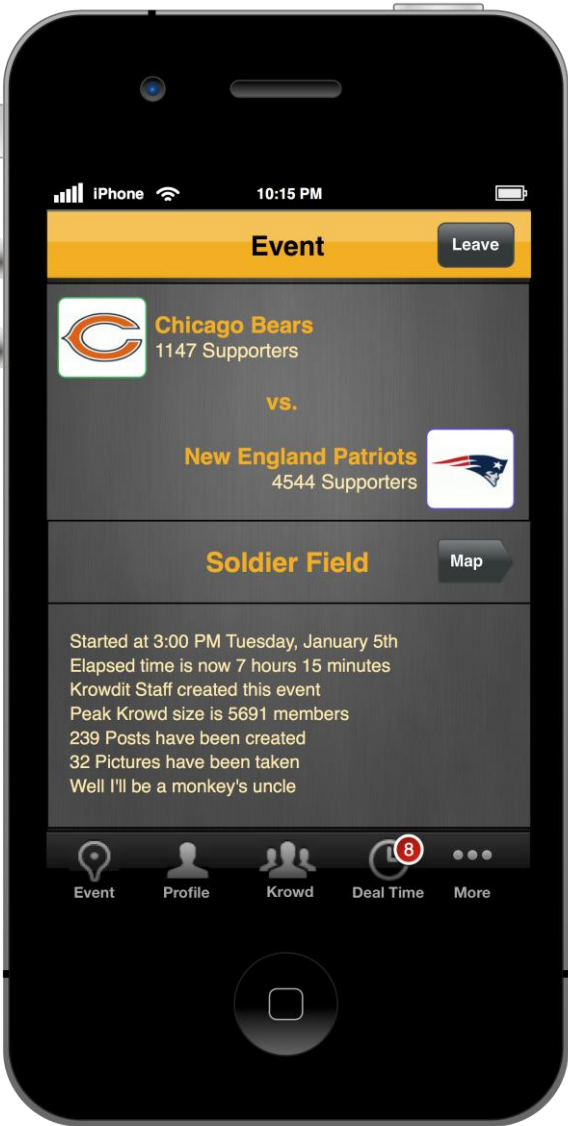 iPhone 10:15 PM
Event Leave
Chicago Bears
1147 Supporters
vs.
New England Patriots
4544 Supporters
Soldier Field Map
Started at 3:00 PM Tuesday, January 5th
Elapsed time is now 7 hours 15 minutes
Krowdit Staff created this event
Peak Krowd size is 5691 members
239 Posts have been created
32 Pictures have been taken
Well I'll be a monkey's uncle
8
Event Profile Krowd Deal Time More